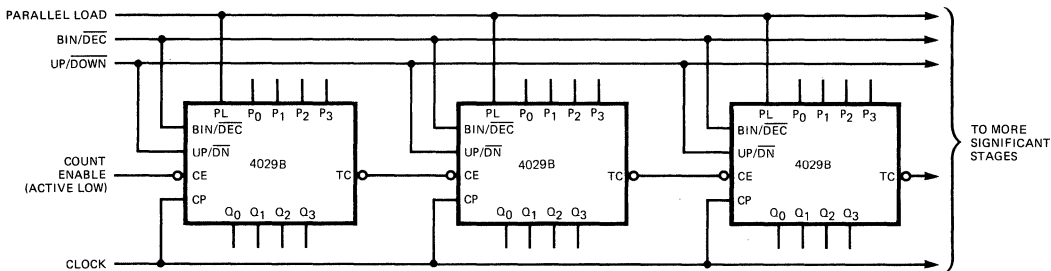 PARALLEL LOAD
BIN/DEC
UP/DOWN
PL P0 P1 P2 P3
BIN/DEC
UP/DN
4029B
CE
TC
CP
Q0 Q1 Q2 Q3
PL P0 P1 P2 P3
BIN/DEC
UP/DN
4029B
CE
TC
CP
Q0 Q1 Q2 Q3
PL P0 P1 P2 P3
BIN/DEC
UP/DN
4029B
CE
TC
CP
Q0 Q1 Q2 Q3
COUNT
ENABLE
(ACTIVE LOW)
CLOCK
TO MORE
SIGNIFICANT
STAGES